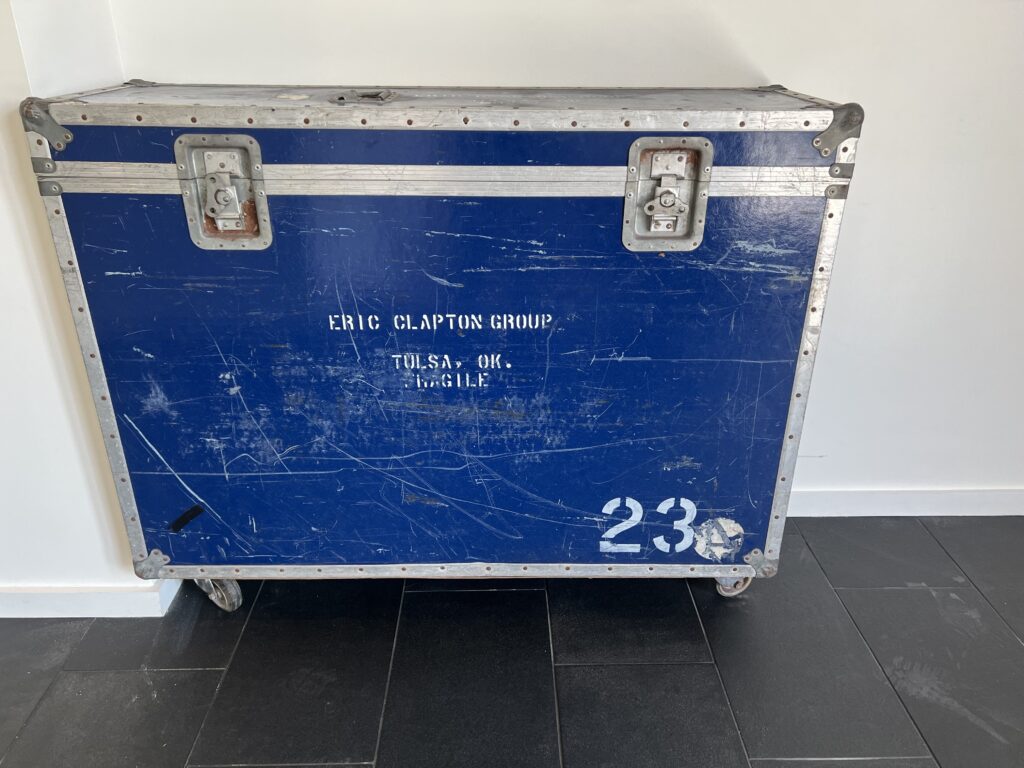 ERIC CLAPTON GROUP
TULSA, OK.
FRAGILE
23